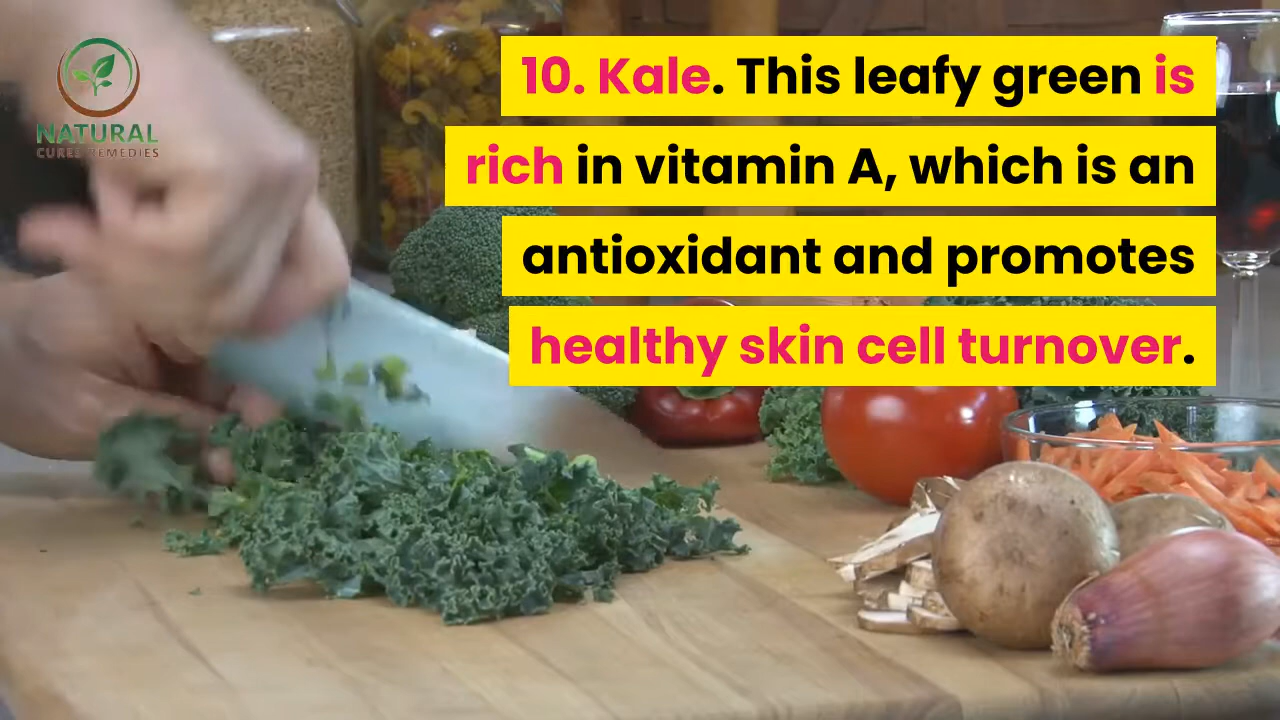 10. Kale. This leafy green is
rich in vitamin A, which is an
antioxidant and promotes
healthy skin cell turnover.
NATURAL
CURES REMEDIES